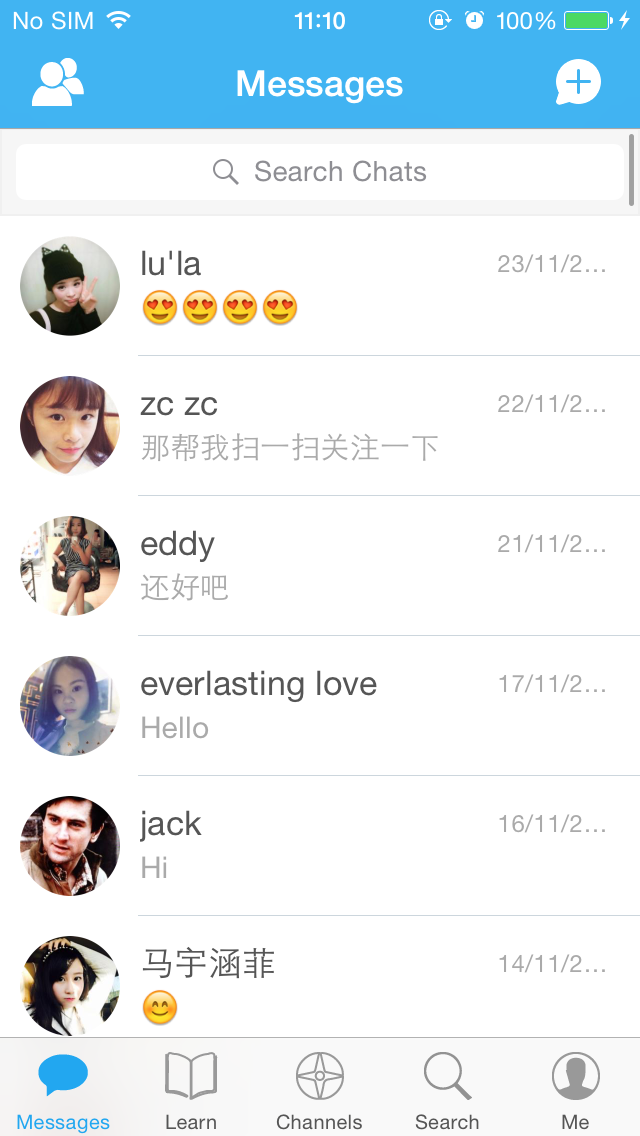 No SIM 11:10 100%
Messages
Search Chats
lu'la 23/11/2...
😍😍😍😍
zc zc 22/11/2...
那帮我扫一扫关注一下
eddy 21/11/2...
还好吧
everlasting love 17/11/2...
Hello
jack 16/11/2...
Hi
马宇涵菲 14/11/2...
😊
Messages Learn Channels Search Me